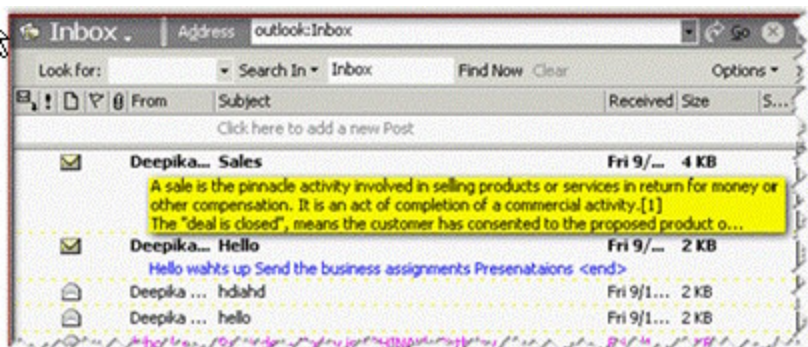 Inbox . Address outlook:Inbox Go
Look for: Search In Inbox Find Now Clear Options
! From Subject Received Size S...
Click here to add a new Post
Deepika... Sales Fri 9/... 4 KB
A sale is the pinnacle activity involved in selling products or services in return for money or
other compensation. It is an act of completion of a commercial activity.[1]
The "deal is closed", means the customer has consented to the proposed product o...
Deepika... Hello Fri 9/... 2 KB
Hello wahts up Send the business assignments Presenataions <end>
Deepika ... hdiahd Fri 9/1... 2 KB
Deepika ... hello Fri 9/1... 2 KB